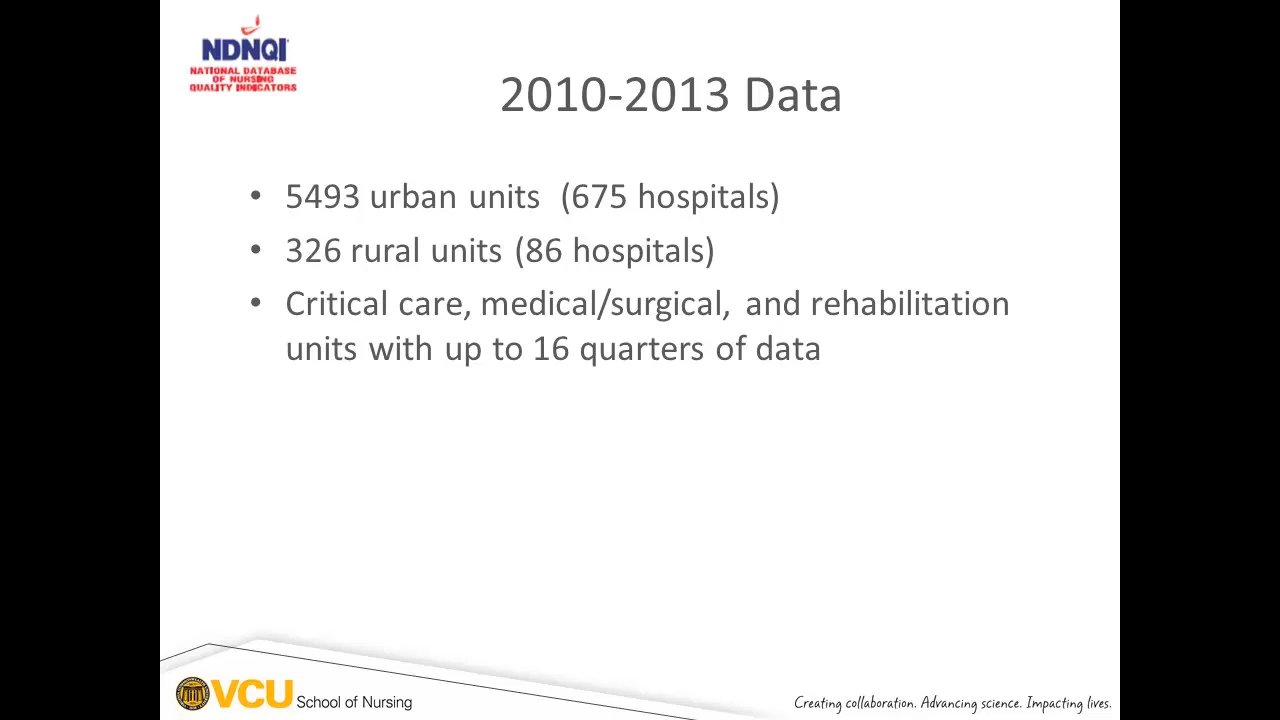 NDNQI
NATIONAL DATABASE
OF NURSING
QUALITY INDICATORS
2010-2013 Data
• 5493 urban units (675 hospitals)
• 326 rural units (86 hospitals)
• Critical care, medical/surgical, and rehabilitation
units with up to 16 quarters of data
VCU School of Nursing
Creating collaboration. Advancing science. Impacting lives.